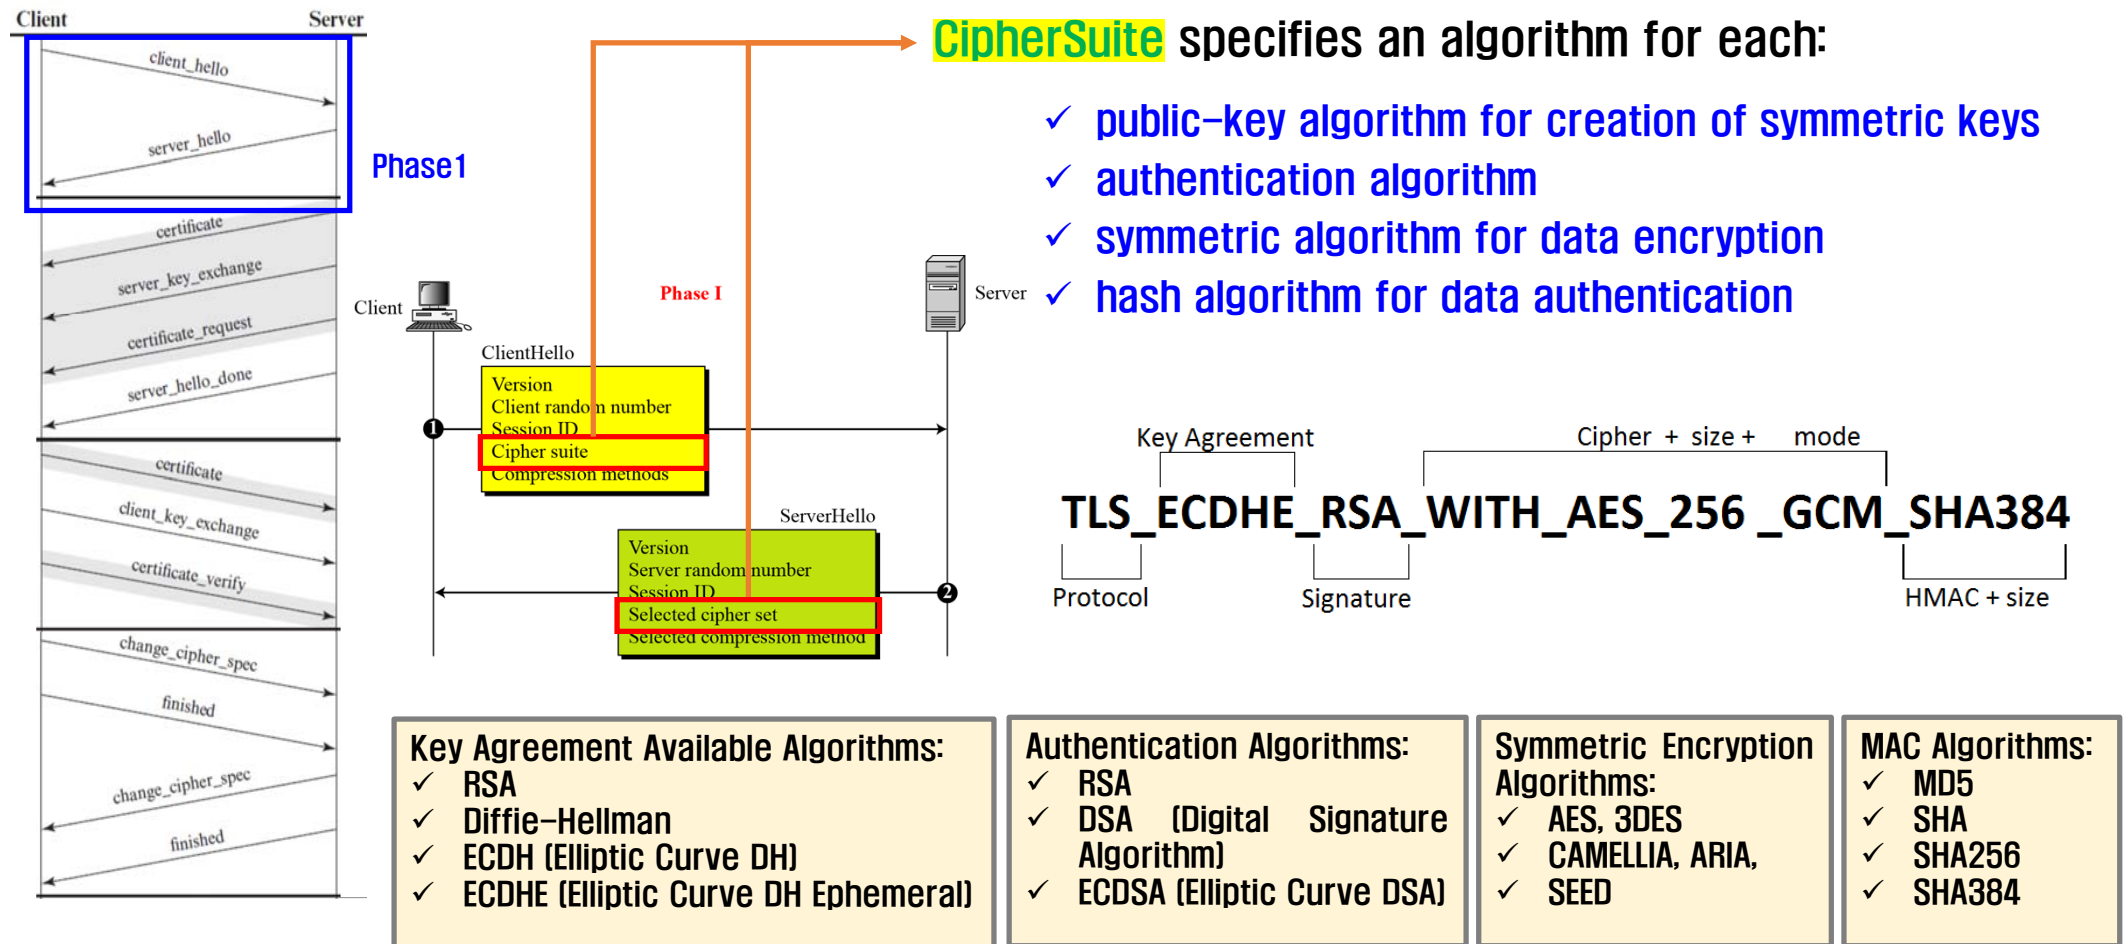 Client Server
client_hello
server_hello
Phase1
certificate
server_key_exchange
certificate_request
server_hello_done
certificate
client_key_exchange
certificate_verify
change_cipher_spec
finished
change_cipher_spec
finished
CipherSuite specifies an algorithm for each:
✓ public-key algorithm for creation of symmetric keys
✓ authentication algorithm
✓ symmetric algorithm for data encryption
✓ hash algorithm for data authentication
Client
Phase I
Server
ClientHello
Version
Client random number
Session ID
Cipher suite
Compression methods
1
ServerHello
Version
Server random number
Session ID
Selected cipher set
Selected compression method
2
Key Agreement
Cipher + size + mode
TLS_ECDHE_RSA_WITH_AES_256 _GCM_SHA384
Protocol
Signature
HMAC + size
Key Agreement Available Algorithms:
✓ RSA
✓ Diffie-Hellman
✓ ECDH (Elliptic Curve DH)
✓ ECDHE (Elliptic Curve DH Ephemeral)
Authentication Algorithms:
✓ RSA
✓ DSA (Digital Signature
Algorithm)
✓ ECDSA (Elliptic Curve DSA)
Symmetric Encryption
Algorithms:
✓ AES, 3DES
✓ CAMELLIA, ARIA,
✓ SEED
MAC Algorithms:
✓ MD5
✓ SHA
✓ SHA256
✓ SHA384